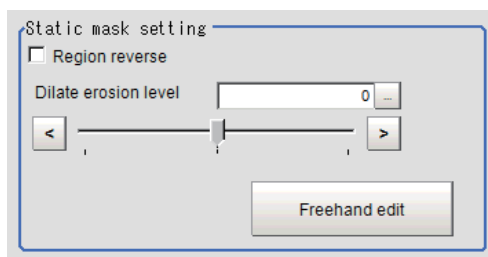 Static mask setting
Region reverse
Dilate erosion level 0 ...
< >
Freehand edit